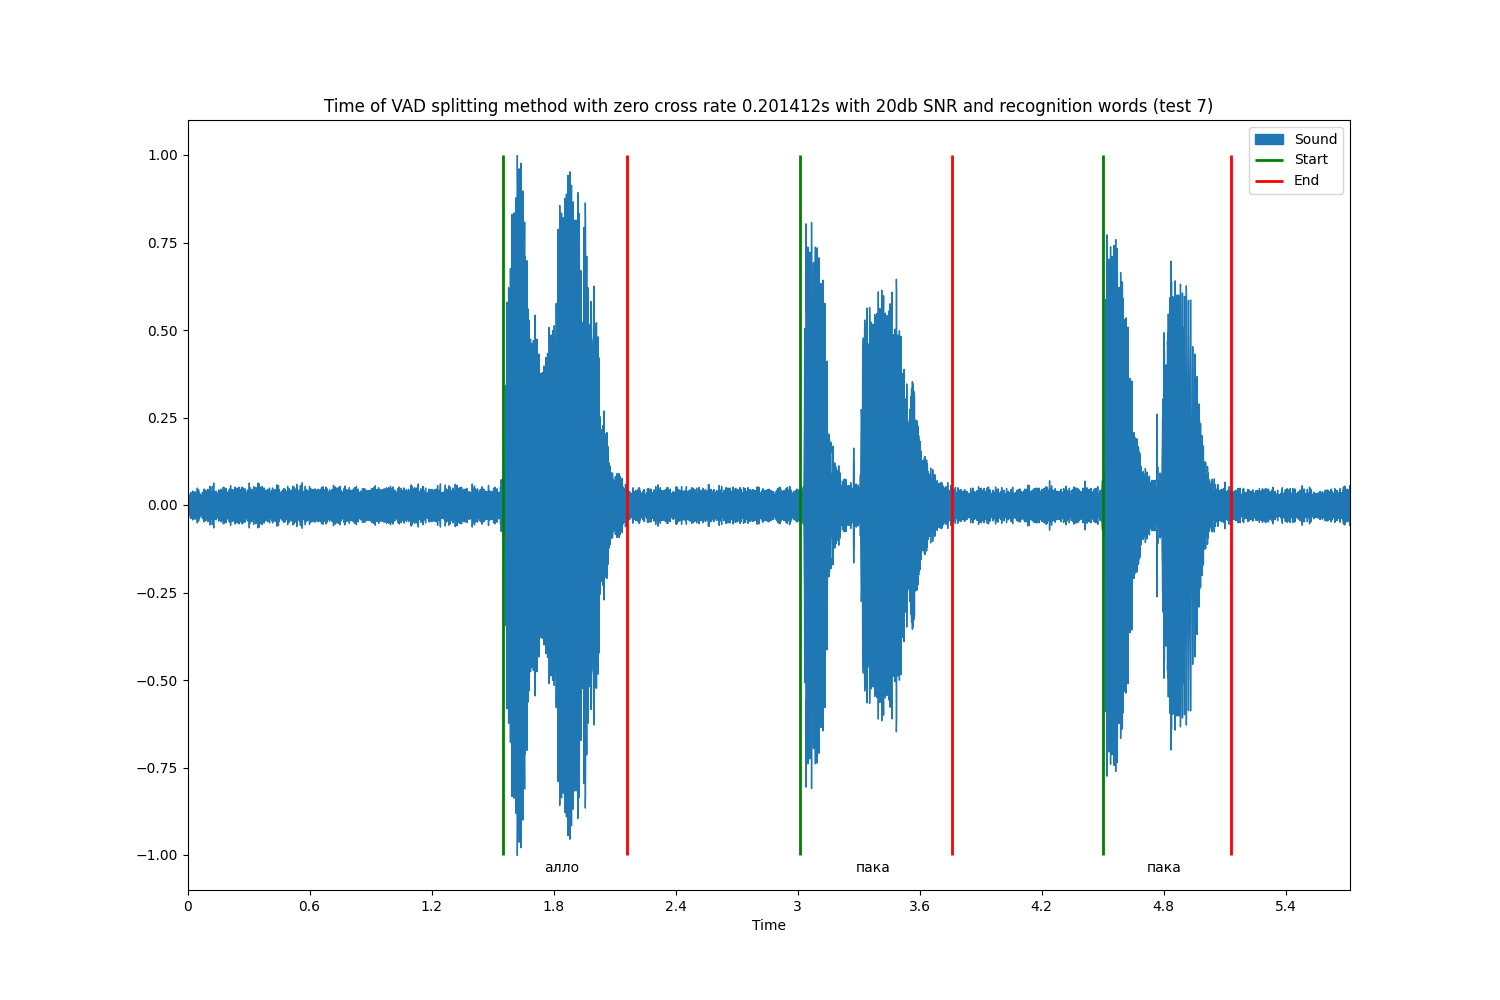 Time of VAD splitting method with zero cross rate 0.201412s with 20db SNR and recognition words (test 7)
Sound
Start
End
1.00
0.75
0.50
0.25
0.00
−0.25
−0.50
−0.75
−1.00
алло пака пака
0 0.6 1.2 1.8 2.4 3 3.6 4.2 4.8 5.4
Time